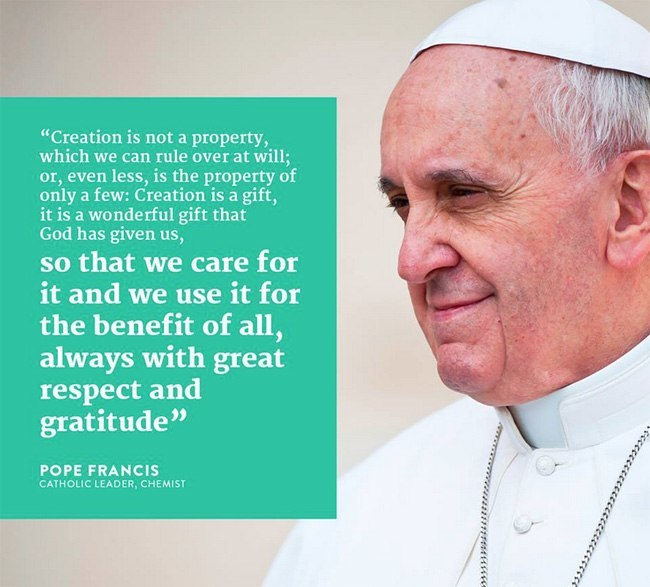 “Creation is not a property,
which we can rule over at will;
or, even less, is the property of
only a few: Creation is a gift,
it is a wonderful gift that
God has given us,
so that we care for
it and we use it for
the benefit of all,
always with great
respect and
gratitude”
POPE FRANCIS
CATHOLIC LEADER, CHEMIST